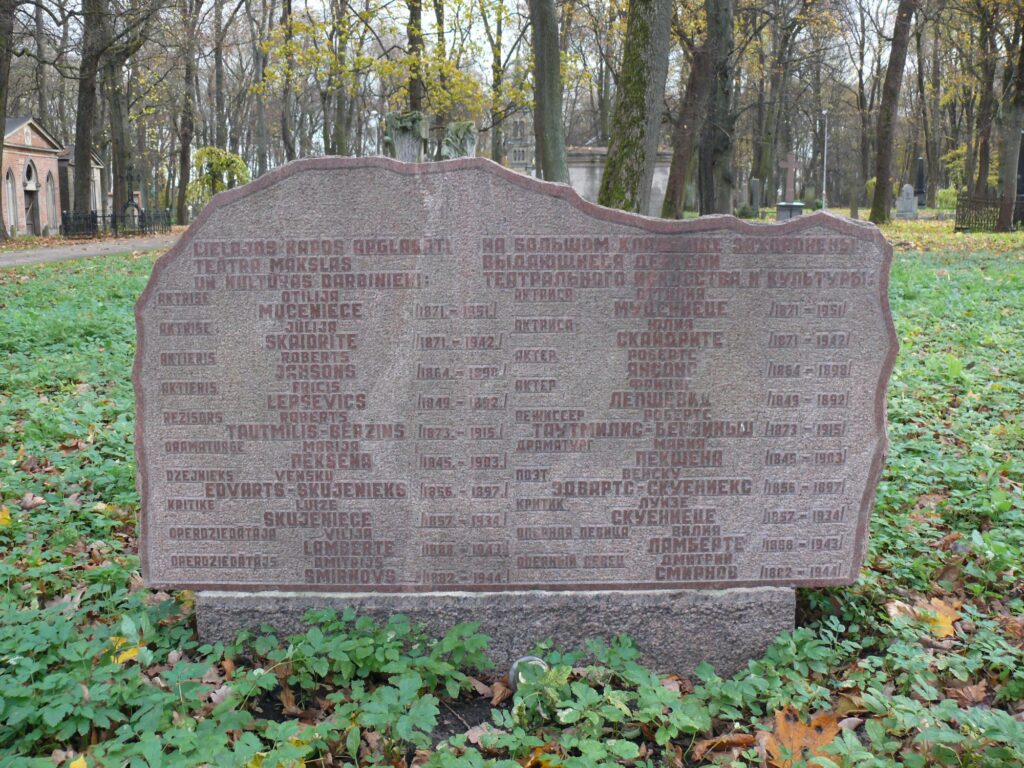 LIELAJOS KAPOS APGLABĀTI
TEĀTRA MĀKSLAS
UN KULTŪRAS DARBINIEKI:
AKTRISE OTILIJA
MUCENIECE /1871.-1951./
AKTRISE JŪLIJA
SKAIDRĪTE /1871.-1942./
AKTIERIS ROBERTS
JANSONS /1864.-1898./
AKTIERIS FRICIS
LEPSEVICS /1849.-1892./
REŽISORS ROBERTS
TAUTMĪLIS-BĒRZIŅŠ /1873.-1915./
DRAMATURĢE MARIJA
PĒKŠĒNA /1845.-1903./
DZEJNIEKS VENSKU
EDVARTS-SKUJENIEKS /1856.-1897./
KRITIĶE LUIZE
SKUJENIECE /1857.-1934./
OPERDZIEDĀTĀJA VILIJA
LAMBERTE /1888.-1943./
OPERDZIEDĀTĀJS DMITRIJS
SMIRNOVS /1882.-1944./
НА БОЛЬШОМ КЛАДБИЩЕ ЗАХОРОНЕНЫ
ВЫДАЮЩИЕСЯ ДЕЯТЕЛИ
ТЕАТРАЛЬНОГО ИСКУССТВА И КУЛЬТУРЫ:
АКТРИСА ОТИЛИЯ
МУЦЕНИЕЦЕ /1871-1951/
АКТРИСА ЮЛИЯ
СКАЙДРИТЕ /1871-1942/
АКТЕР РОБЕРТС
ЯНСОНС /1864-1898/
АКТЕР ФРИЦИС
ЛЕПШЕВИЦ /1849-1892/
РЕЖИССЕР РОБЕРТС
ТАУТМИЛИС-БЕРЗИНЬШ /1873-1915/
ДРАМАТУРГ МАРИЯ
ПЕКШЕНА /1845-1903/
ПОЭТ ВЕНСКУ
ЭДВАРТС-СКУЕНИЕКС /1856-1897/
КРИТИК ЛУИЗЕ
СКУЕНИЕЦЕ /1857-1934/
ОПЕРНАЯ ПЕВИЦА
ЛАМБЕРТЕ /1888-1943/
ОПЕРНЫЙ ПЕВЕЦ ДМИТРИЙ
СМИРНОВ /1882-1944/